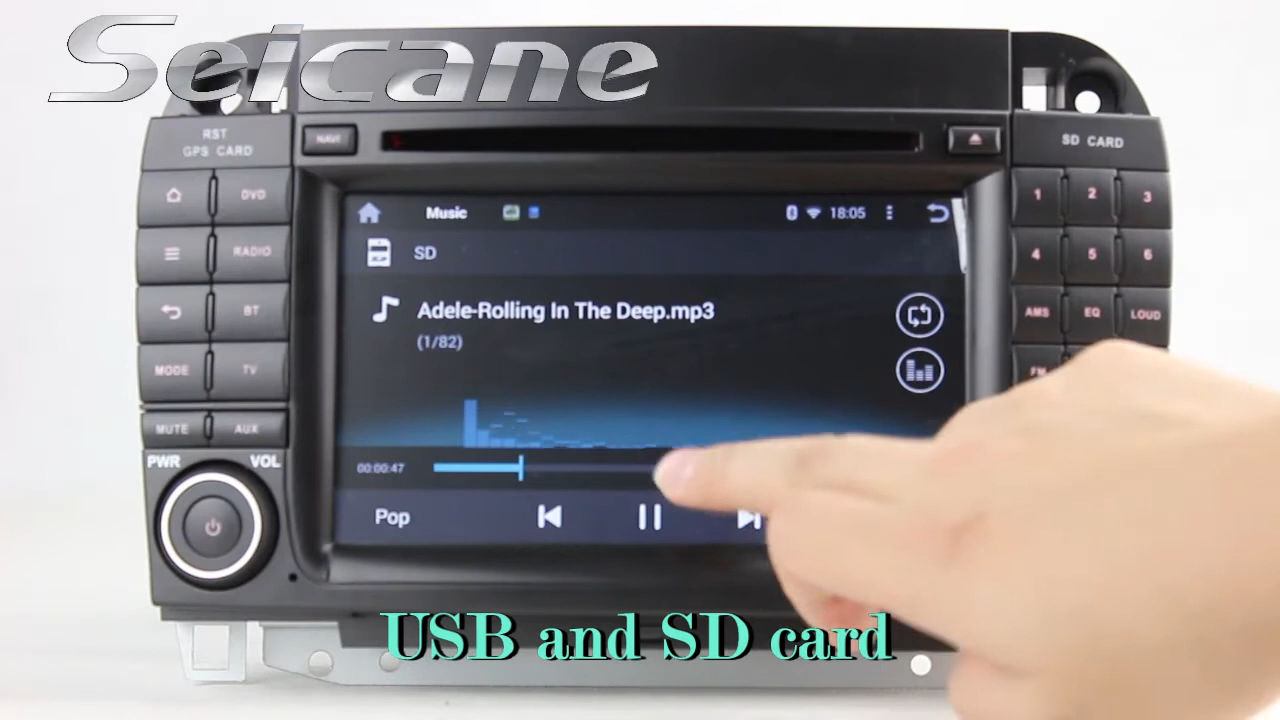 Seicane
RST
GPS CARD
NAVI
SD CARD
DVD
1
2
3
Music
18:05
RADIO
SD
4
5
6
BT
Adele-Rolling In The Deep.mp3
AMS
EQ
LOUD
(1/82)
MODE
TV
FM
MUTE
AUX
PWR
VOL
00:00:47
Pop
USB and SD card